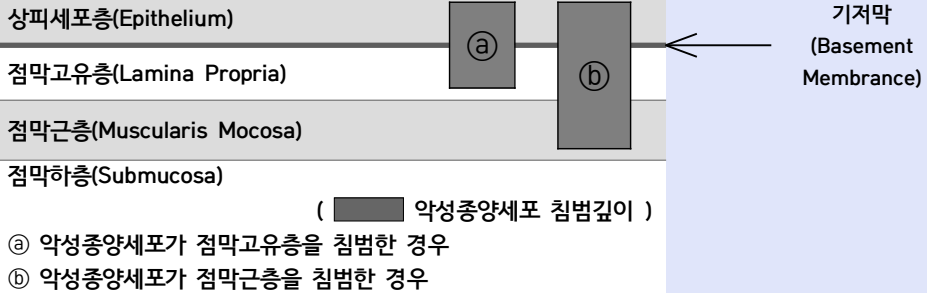 상피세포층(Epithelium)
ⓐ
ⓑ
기저막
(Basement
Membrance)
점막고유층(Lamina Propria)
점막근층(Muscularis Mocosa)
점막하층(Submucosa)
( 악성종양세포 침범깊이 )
ⓐ 악성종양세포가 점막고유층을 침범한 경우
ⓑ 악성종양세포가 점막근층을 침범한 경우